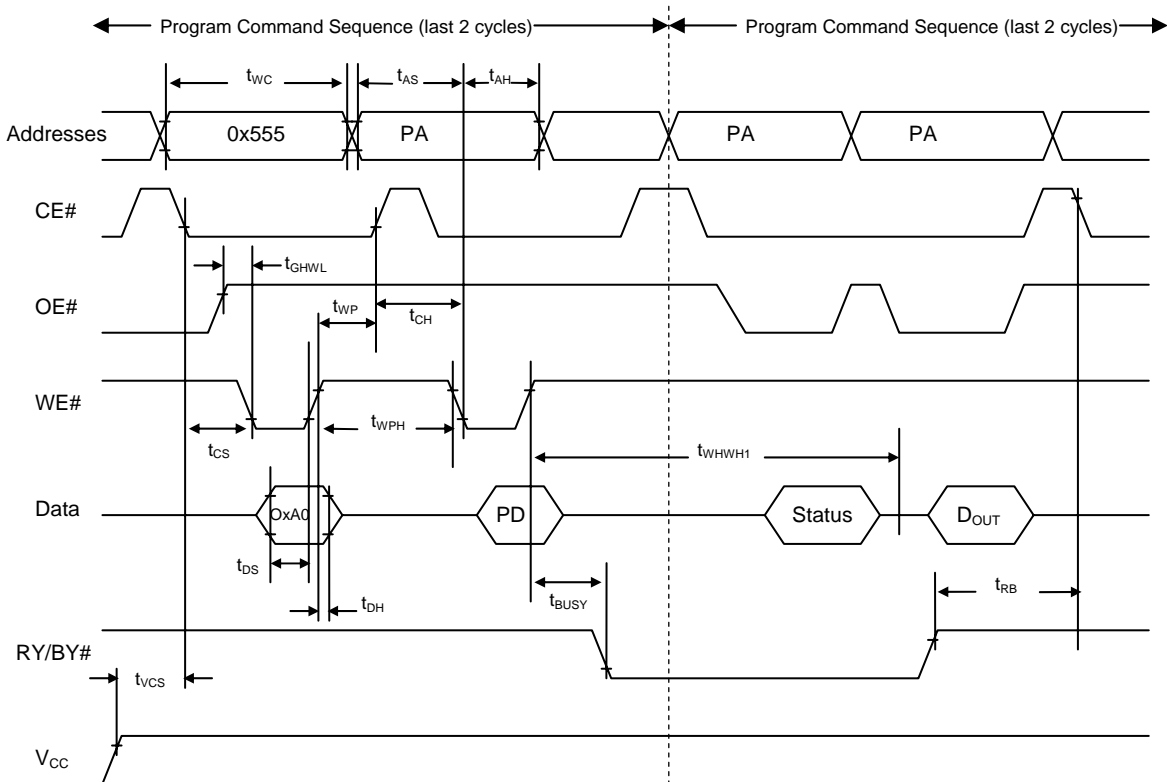 Program Command Sequence (last 2 cycles) Program Command Sequence (last 2 cycles)
tWC tAS tAH
Addresses 0x555 PA PA PA
CE#
tGHWL
OE# tWP tCH
WE#
tCS tWPH tWHWH1
Data OxA0 PD Status DOUT
tDS tDH tBUSY tRB
RY/BY#
tVCS
VCC